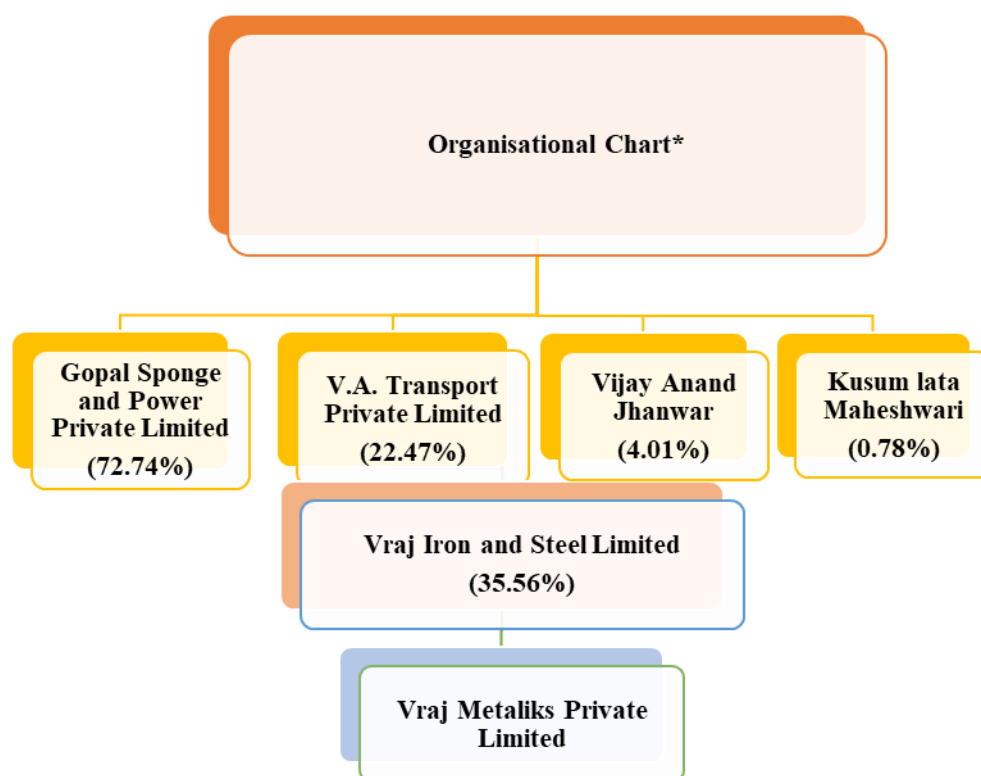 Organisational Chart*
Gopal Sponge
and Power
Private Limited
(72.74%)
V.A. Transport
Private Limited
(22.47%)
Vijay Anand
Jhanwar
(4.01%)
Kusum lata
Maheshwari
(0.78%)
Vraj Iron and Steel Limited
(35.56%)
Vraj Metaliks Private
Limited